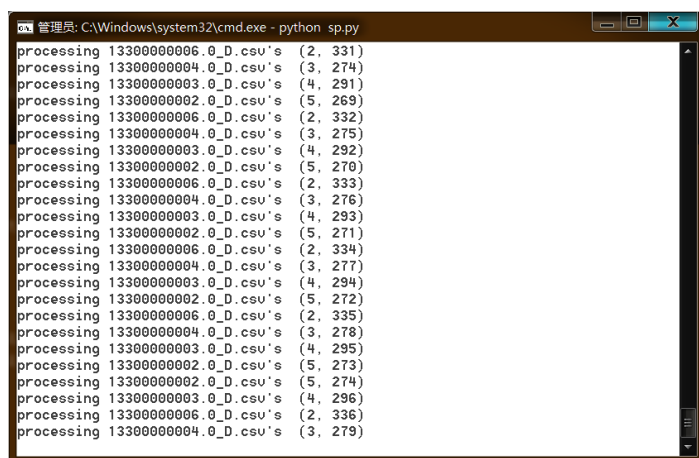 管理员: C:\Windows\system32\cmd.exe - python sp.py
processing 13300000006.0_D.csv's (2, 331)
processing 13300000004.0_D.csv's (3, 274)
processing 13300000003.0_D.csv's (4, 291)
processing 13300000002.0_D.csv's (5, 269)
processing 13300000006.0_D.csv's (2, 332)
processing 13300000004.0_D.csv's (3, 275)
processing 13300000003.0_D.csv's (4, 292)
processing 13300000002.0_D.csv's (5, 270)
processing 13300000006.0_D.csv's (2, 333)
processing 13300000004.0_D.csv's (3, 276)
processing 13300000003.0_D.csv's (4, 293)
processing 13300000002.0_D.csv's (5, 271)
processing 13300000006.0_D.csv's (2, 334)
processing 13300000004.0_D.csv's (3, 277)
processing 13300000003.0_D.csv's (4, 294)
processing 13300000002.0_D.csv's (5, 272)
processing 13300000006.0_D.csv's (2, 335)
processing 13300000004.0_D.csv's (3, 278)
processing 13300000003.0_D.csv's (4, 295)
processing 13300000002.0_D.csv's (5, 273)
processing 13300000002.0_D.csv's (5, 274)
processing 13300000003.0_D.csv's (4, 296)
processing 13300000006.0_D.csv's (2, 336)
processing 13300000004.0_D.csv's (3, 279)